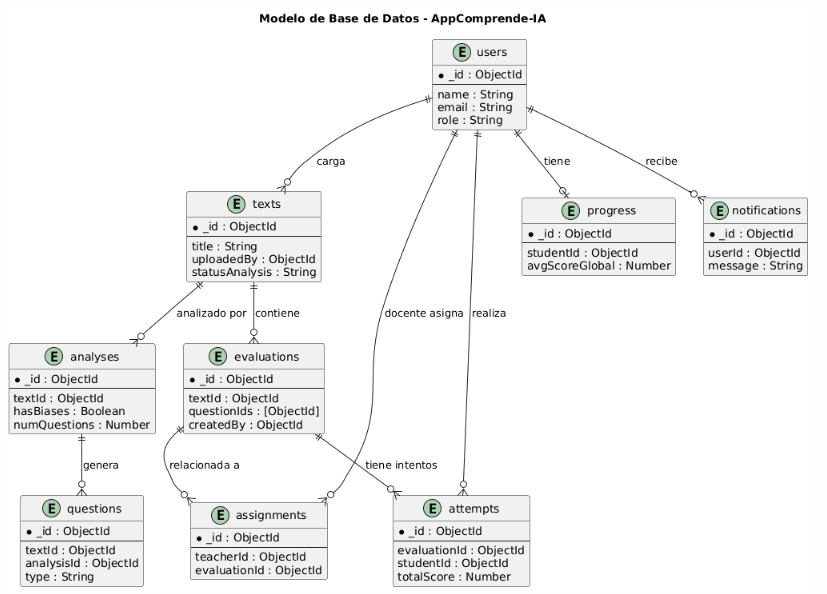 Modelo de Base de Datos - AppComprende-IA
E users
* _id : ObjectId
name : String
email : String
role : String
carga
tiene
recibe
E texts
* _id : ObjectId
title : String
uploadedBy : ObjectId
statusAnalysis : String
E progress
* _id : ObjectId
studentId : ObjectId
avgScoreGlobal : Number
E notifications
* _id : ObjectId
userId : ObjectId
message : String
analizado por
contiene
docente asigna
realiza
E analyses
* _id : ObjectId
textId : ObjectId
hasBiases : Boolean
numQuestions : Number
E evaluations
* _id : ObjectId
textId : ObjectId
questionIds : [ObjectId]
createdBy : ObjectId
genera
relacionada a
tiene intentos
E questions
* _id : ObjectId
textId : ObjectId
analysisId : ObjectId
type : String
E assignments
* _id : ObjectId
teacherId : ObjectId
evaluationId : ObjectId
E attempts
* _id : ObjectId
evaluationId : ObjectId
studentId : ObjectId
totalScore : Number